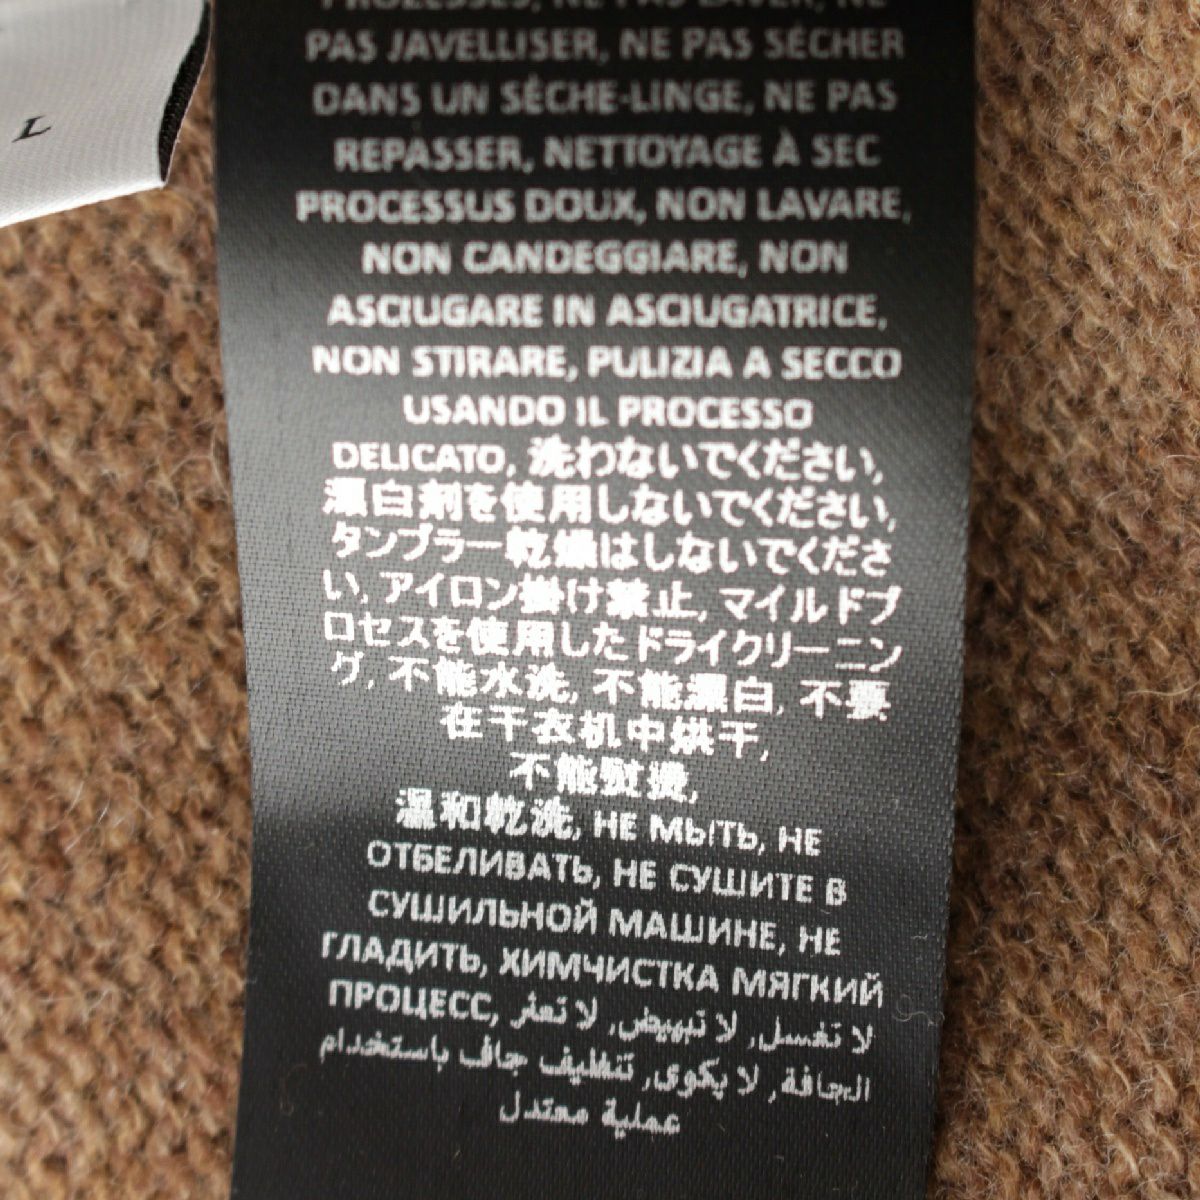 PROCESSES, NE PAS LAVER, NE
PAS JAVELLISER, NE PAS SÉCHER
DANS UN SÈCHE-LINGE, NE PAS
REPASSER, NETTOYAGE À SEC
PROCESSUS DOUX, NON LAVARE,
NON CANDEGGIARE, NON
ASCIUGARE IN ASCIUGATRICE,
NON STIRARE, PULIZIA A SECCO
USANDO IL PROCESSO
DELICATO, 洗わないでください,
漂白剤を使用しないでください,
タンブラー乾燥はしないでくださ
い, アイロン掛け禁止, マイルドプ
ロセスを使用したドライクリーニン
グ, 不能水洗, 不能漂白, 不要
在干衣机中烘干,
不能熨烫,
温和乾洗, НЕ МЫТЬ, НЕ
ОТБЕЛИВАТЬ, НЕ СУШИТЕ В
СУШИЛЬНОЙ МАШИНЕ, НЕ
ГЛАДИТЬ, ХИМЧИСТКА МЯГКИЙ
ПРОЦЕСС, لا تغسل, لا تبييض, لا تعثر
الجافة, لا يكوى, تنظيف جاف باستخدام
عملية معتدل
L